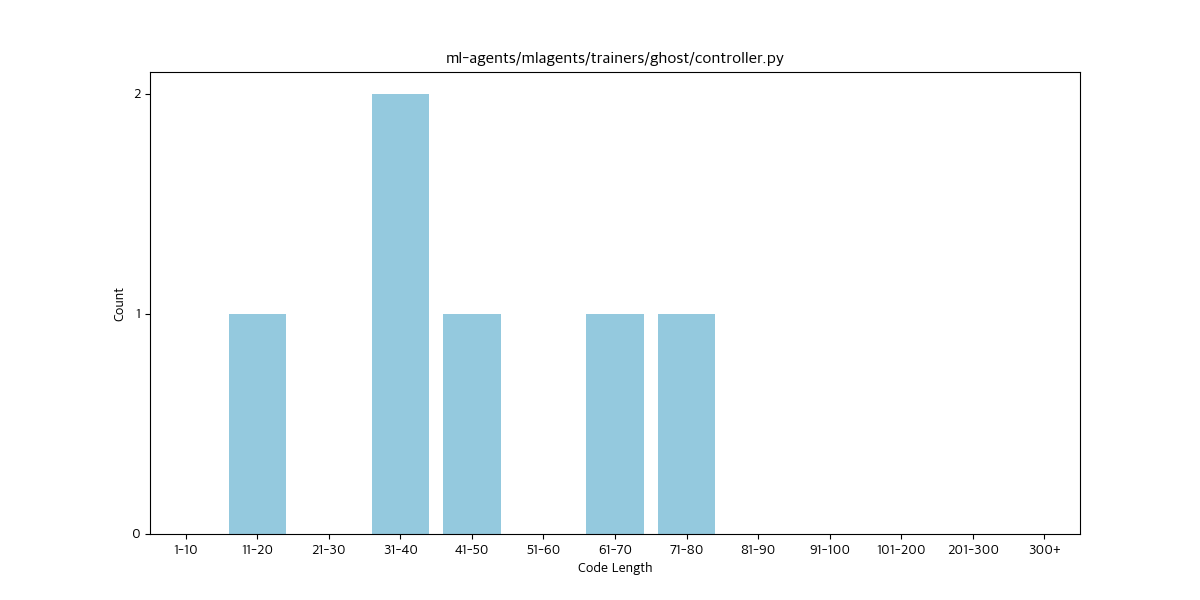 ml-agents/mlagents/trainers/ghost/controller.py
2
1
0
Count
1-10 11-20 21-30 31-40 41-50 51-60 61-70 71-80 81-90 91-100 101-200 201-300 300+
Code Length